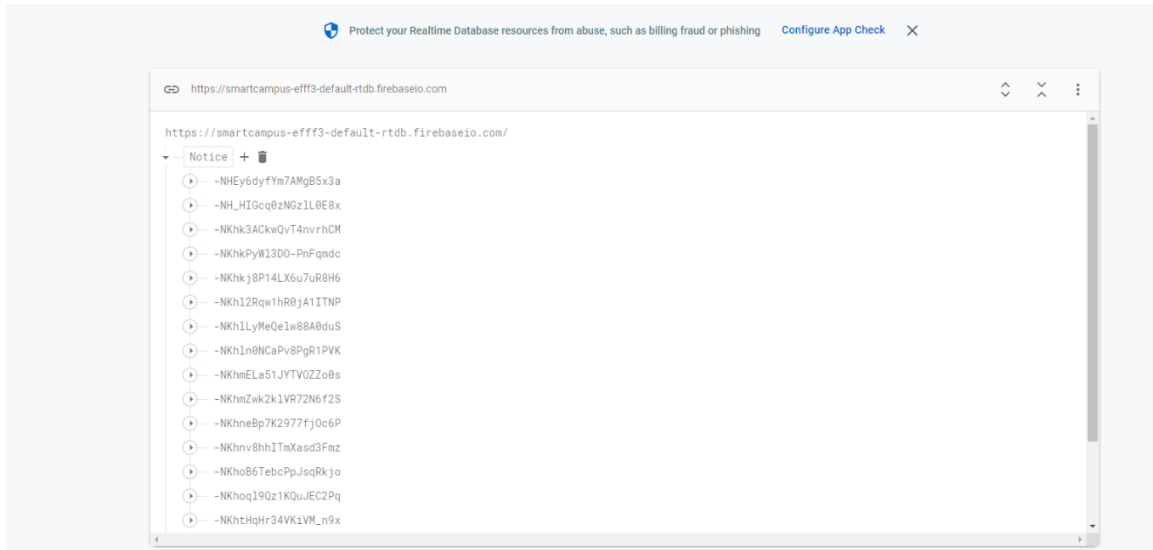 Protect your Realtime Database resources from abuse, such as billing fraud or phishing Configure App Check
https://smartcampus-efff3-default-rtdb.firebaseio.com
https://smartcampus-efff3-default-rtdb.firebaseio.com/
Notice
-NHEy6dyfYm7AMgB5x3a
-NH_HIGcq0zNGzlL0E8x
-NKhk3ACkwQvT4nvrhCM
-NKhkPyWl3DO-PnFqmdc
-NKhkj8P14LX6u7uR8H6
-NKhl2Rqw1hR0jA1ITNP
-NKhlLyMeQelw88A0duS
-NKhln0NCaPv8PgR1PVK
-NKhmELa51JYTVOZZo0s
-NKhmZwk2klVR72N6f2S
-NKhneBp7K2977fjOc6P
-NKhnv8hhITmXasd3Fmz
-NKhoB6TebcPpJsqRkjo
-NKhoql9Qz1KQuJEC2Pq
-NKhtHqHr34VKiVM_n9x